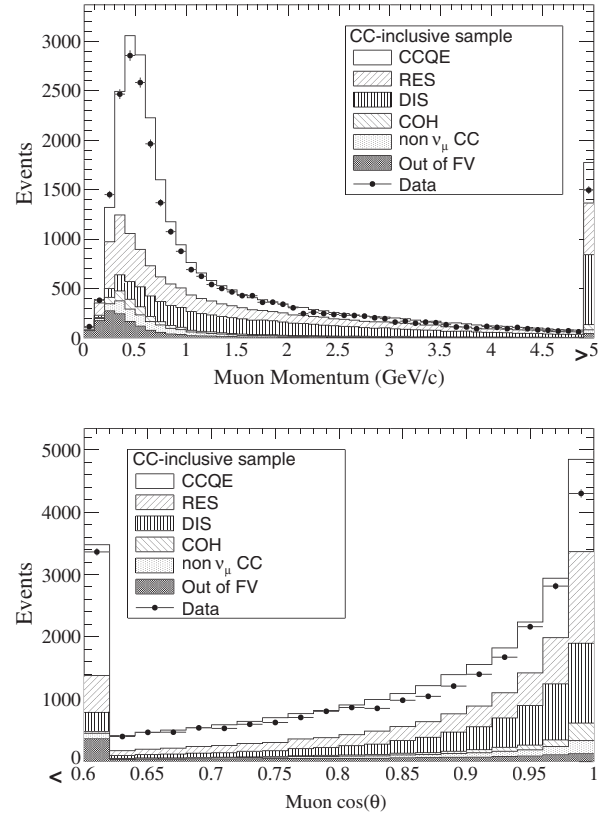 3000
2500
2000
1500
1000
500
0
Events
CC-inclusive sample
CCQE
RES
DIS
COH
non νμ CC
Out of FV
Data
0 0.5 1 1.5 2 2.5 3 3.5 4 4.5 >5
Muon Momentum (GeV/c)
5000
4000
3000
2000
1000
0
Events
CC-inclusive sample
CCQE
RES
DIS
COH
non νμ CC
Out of FV
Data
< 0.6 0.65 0.7 0.75 0.8 0.85 0.9 0.95 1
Muon cos(θ)